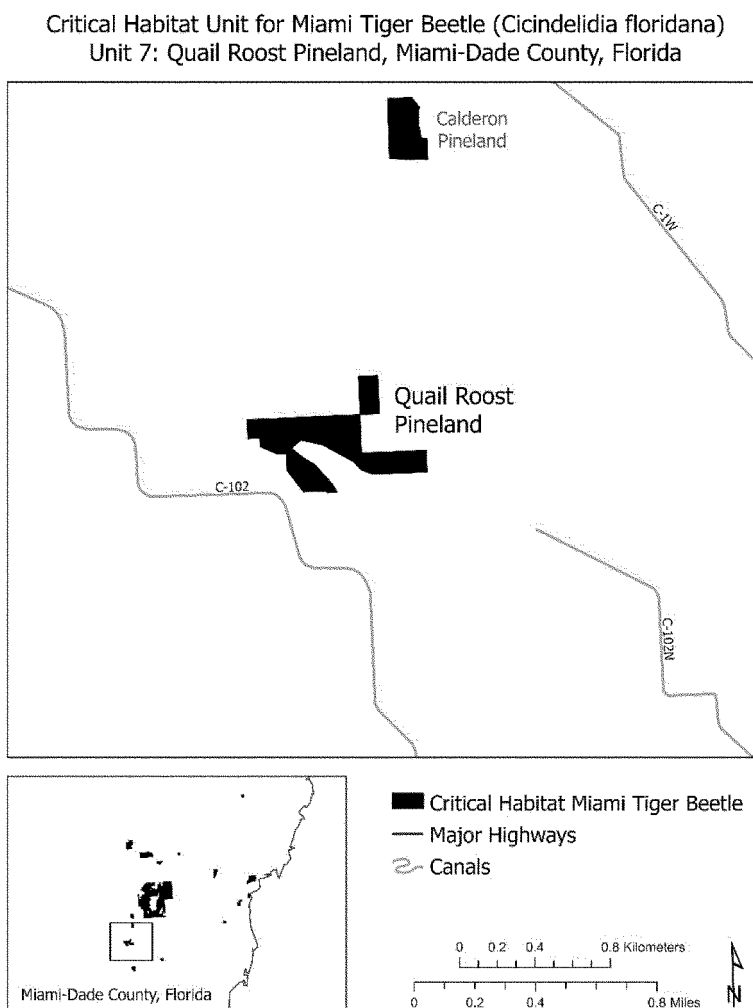 Critical Habitat Unit for Miami Tiger Beetle (Cicindelidia floridana)
Unit 7: Quail Roost Pineland, Miami-Dade County, Florida
Calderon
Pineland
C-1W
Quail Roost
Pineland
C-102
C-102N
Critical Habitat Miami Tiger Beetle
Major Highways
Canals
Miami-Dade County, Florida
0 0.2 0.4 0.8 Kilometers
0 0.2 0.4 0.8 Miles
N